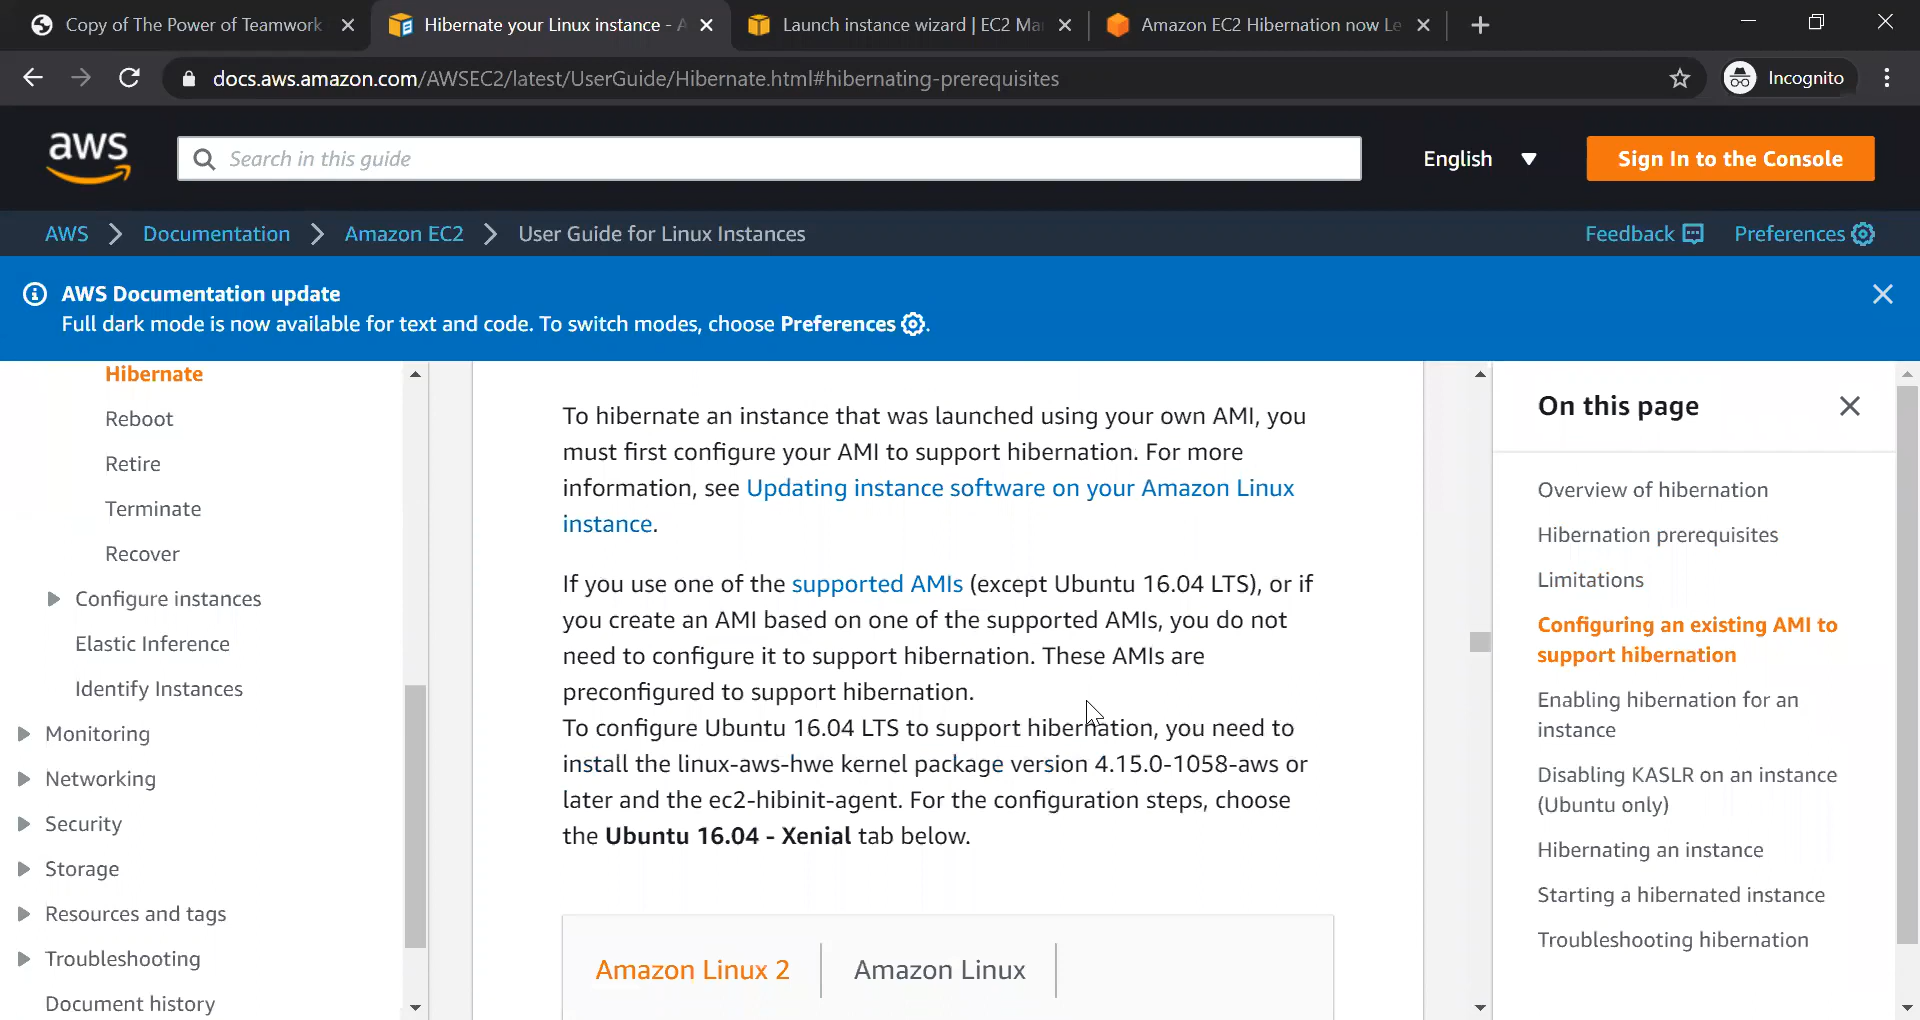 Copy of The Power of Teamwork
Hibernate your Linux instance - A
Launch instance wizard | EC2 Ma
Amazon EC2 Hibernation now Le
docs.aws.amazon.com/AWSEC2/latest/UserGuide/Hibernate.html#hibernating-prerequisites
Incognito
aws
Search in this guide
English
Sign In to the Console
AWS
Documentation
Amazon EC2
User Guide for Linux Instances
Feedback
Preferences
AWS Documentation update
Full dark mode is now available for text and code. To switch modes, choose Preferences .
Hibernate
Reboot
Retire
Terminate
Recover
Configure instances
Elastic Inference
Identify Instances
Monitoring
Networking
Security
Storage
Resources and tags
Troubleshooting
Document history
To hibernate an instance that was launched using your own AMI, you
must first configure your AMI to support hibernation. For more
information, see Updating instance software on your Amazon Linux
instance.
If you use one of the supported AMIs (except Ubuntu 16.04 LTS), or if
you create an AMI based on one of the supported AMIs, you do not
need to configure it to support hibernation. These AMIs are
preconfigured to support hibernation.
To configure Ubuntu 16.04 LTS to support hibernation, you need to
install the linux-aws-hwe kernel package version 4.15.0-1058-aws or
later and the ec2-hibinit-agent. For the configuration steps, choose
the Ubuntu 16.04 - Xenial tab below.
Amazon Linux 2
Amazon Linux
On this page
Overview of hibernation
Hibernation prerequisites
Limitations
Configuring an existing AMI to
support hibernation
Enabling hibernation for an
instance
Disabling KASLR on an instance
(Ubuntu only)
Hibernating an instance
Starting a hibernated instance
Troubleshooting hibernation